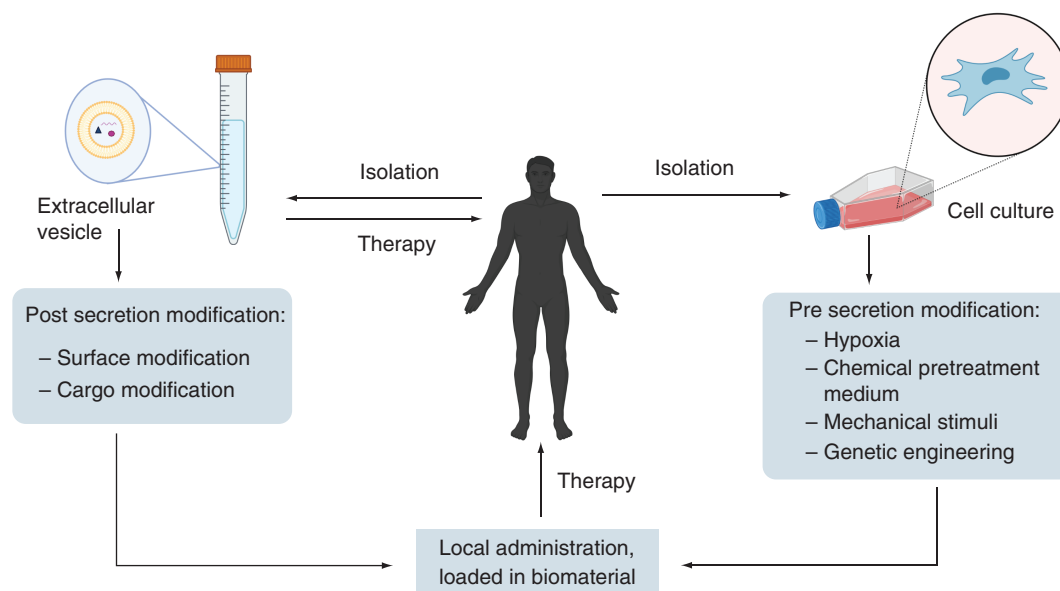 Isolation
Therapy
Isolation
Extracellular
vesicle
Cell culture
Post secretion modification:
– Surface modification
– Cargo modification
Pre secretion modification:
– Hypoxia
– Chemical pretreatment
medium
– Mechanical stimuli
– Genetic engineering
Therapy
Local administration,
loaded in biomaterial